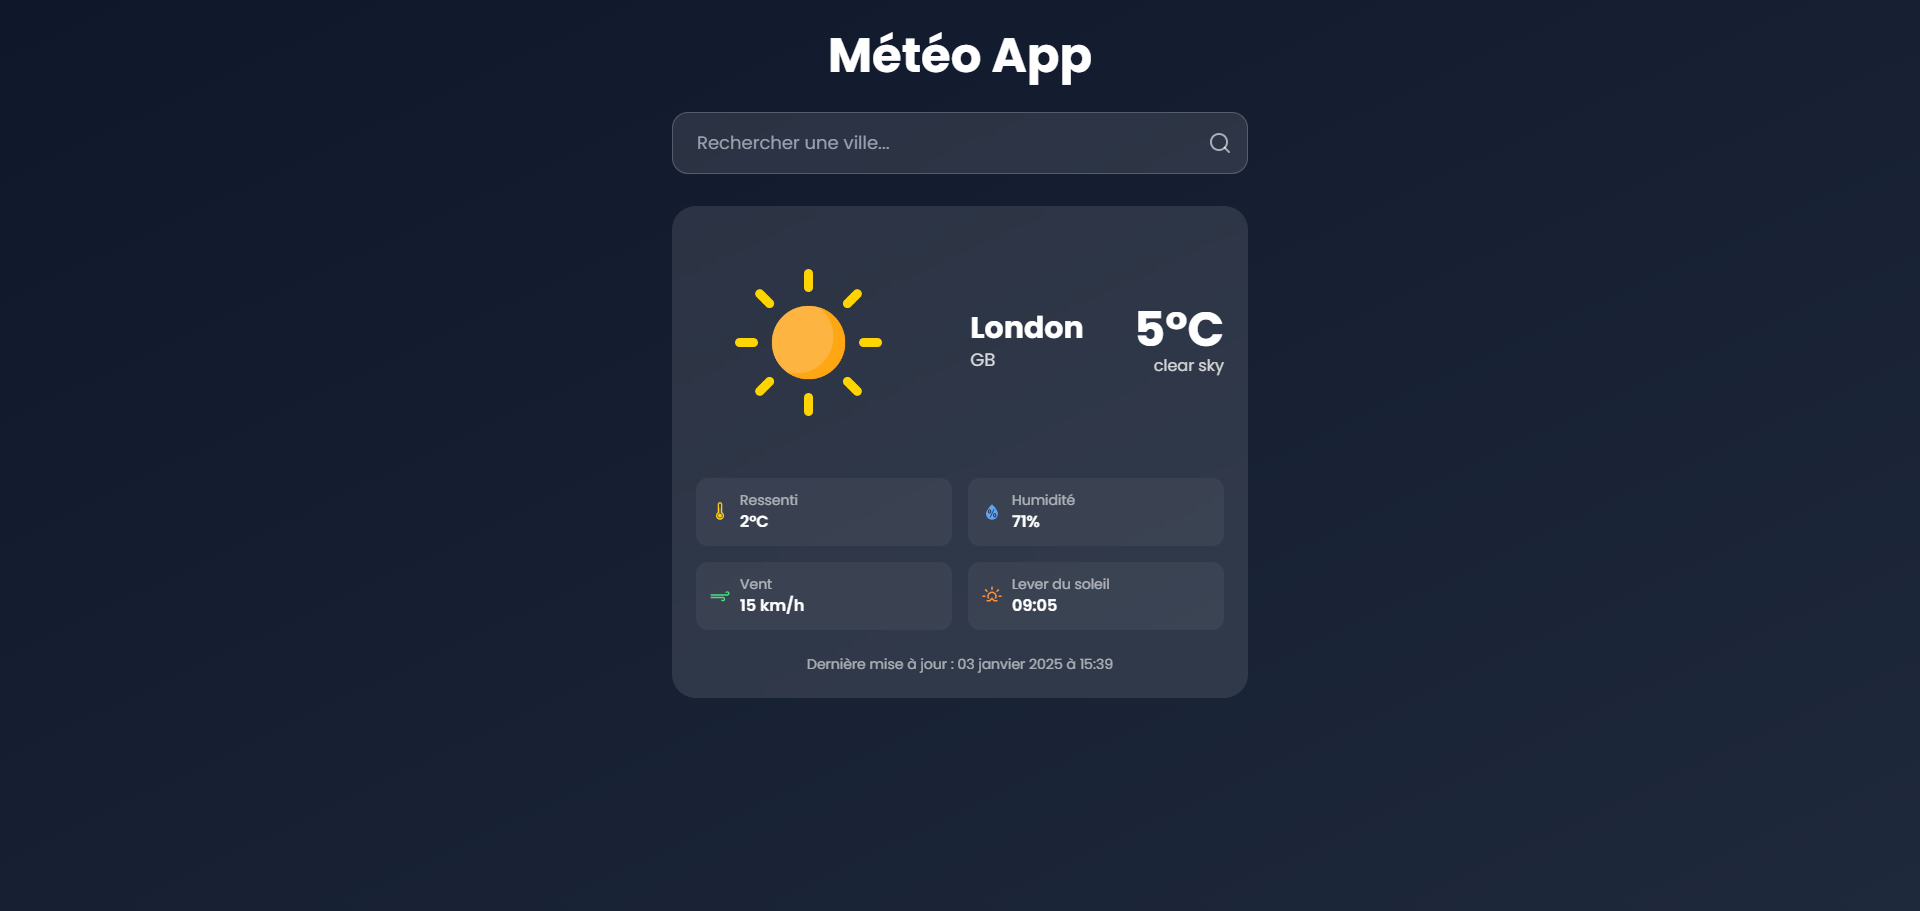 Météo App
Rechercher une ville...
London
GB
5°C
clear sky
Ressenti
2°C
Humidité
71%
Vent
15 km/h
Lever du soleil
09:05
Dernière mise à jour : 03 janvier 2025 à 15:39